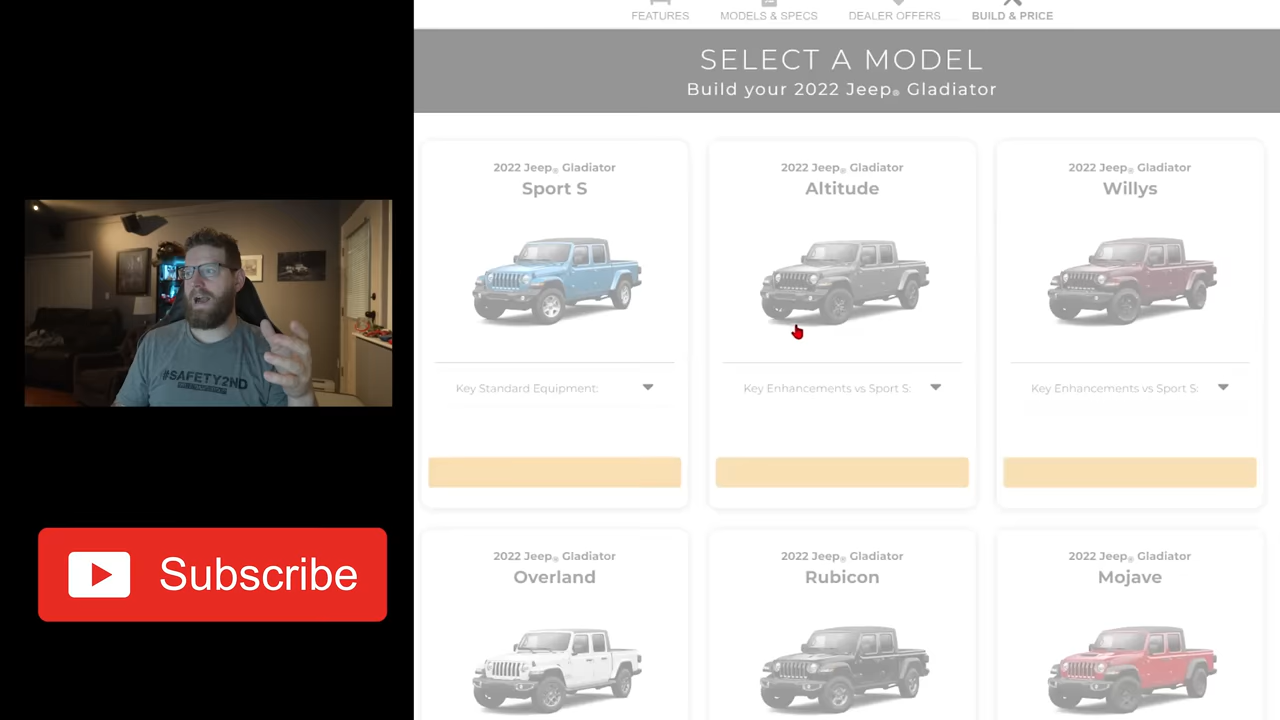 FEATURES
MODELS & SPECS
DEALER OFFERS
BUILD & PRICE
SELECT A MODEL
Build your 2022 Jeep® Gladiator
2022 Jeep® Gladiator
Sport S
Key Standard Equipment:
2022 Jeep® Gladiator
Altitude
Key Enhancements vs Sport S:
2022 Jeep® Gladiator
Willys
Key Enhancements vs Sport S:
2022 Jeep® Gladiator
Overland
2022 Jeep® Gladiator
Rubicon
2022 Jeep® Gladiator
Mojave
#SAFETY2ND
Subscribe